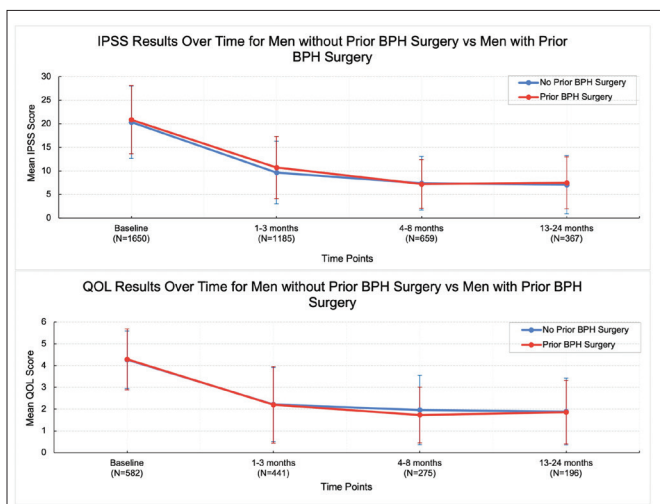 IPSS Results Over Time for Men without Prior BPH Surgery vs Men with Prior
BPH Surgery
No Prior BPH Surgery
Prior BPH Surgery
Mean IPSS Score
30
25
20
15
10
5
0
Baseline
(N=1650)
1-3 months
(N=1185)
4-8 months
(N=659)
13-24 months
(N=367)
Time Points
QOL Results Over Time for Men without Prior BPH Surgery vs Men with Prior BPH
Surgery
No Prior BPH Surgery
Prior BPH Surgery
Mean QOL Score
6
5
4
3
2
1
0
Baseline
(N=582)
1-3 months
(N=441)
4-8 months
(N=275)
13-24 months
(N=196)
Time Points